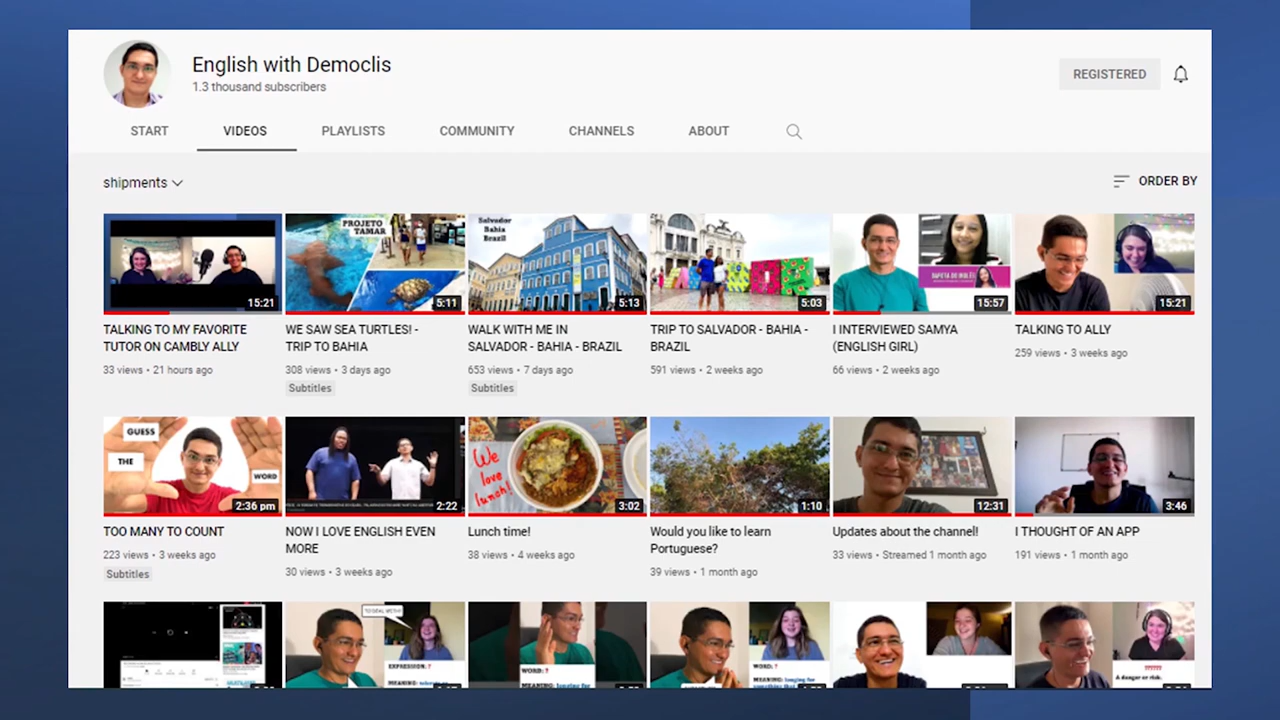 English with Democlis
1.3 thousand subscribers
REGISTERED
START VIDEOS PLAYLISTS COMMUNITY CHANNELS ABOUT
shipments
ORDER BY
PROJETO
TAMAR
Salvador
Bahia
Brazil
15:21
5:11
5:13
5:03
15:57
15:21
TALKING TO MY FAVORITE
TUTOR ON CAMBLY ALLY
33 views • 21 hours ago
WE SAW SEA TURTLES! -
TRIP TO BAHIA
308 views • 3 days ago
Subtitles
WALK WITH ME IN
SALVADOR - BAHIA - BRAZIL
653 views • 7 days ago
Subtitles
TRIP TO SALVADOR - BAHIA -
BRAZIL
591 views • 2 weeks ago
I INTERVIEWED SAMYA
(ENGLISH GIRL)
66 views • 2 weeks ago
TALKING TO ALLY
259 views • 3 weeks ago
GUESS
THE
WORD
We
love
lunch!
2:36 pm
2:22
3:02
1:10
12:31
3:46
TOO MANY TO COUNT
223 views • 3 weeks ago
Subtitles
NOW I LOVE ENGLISH EVEN
MORE
30 views • 3 weeks ago
Lunch time!
38 views • 4 weeks ago
Would you like to learn
Portuguese?
39 views • 1 month ago
Updates about the channel!
33 views • Streamed 1 month ago
I THOUGHT OF AN APP
191 views • 1 month ago
EXPRESSION: ?
MEANING:
WORD: ?
MEANING: longing for
WORD: ?
MEANING: longing for
something that
A danger or risk.